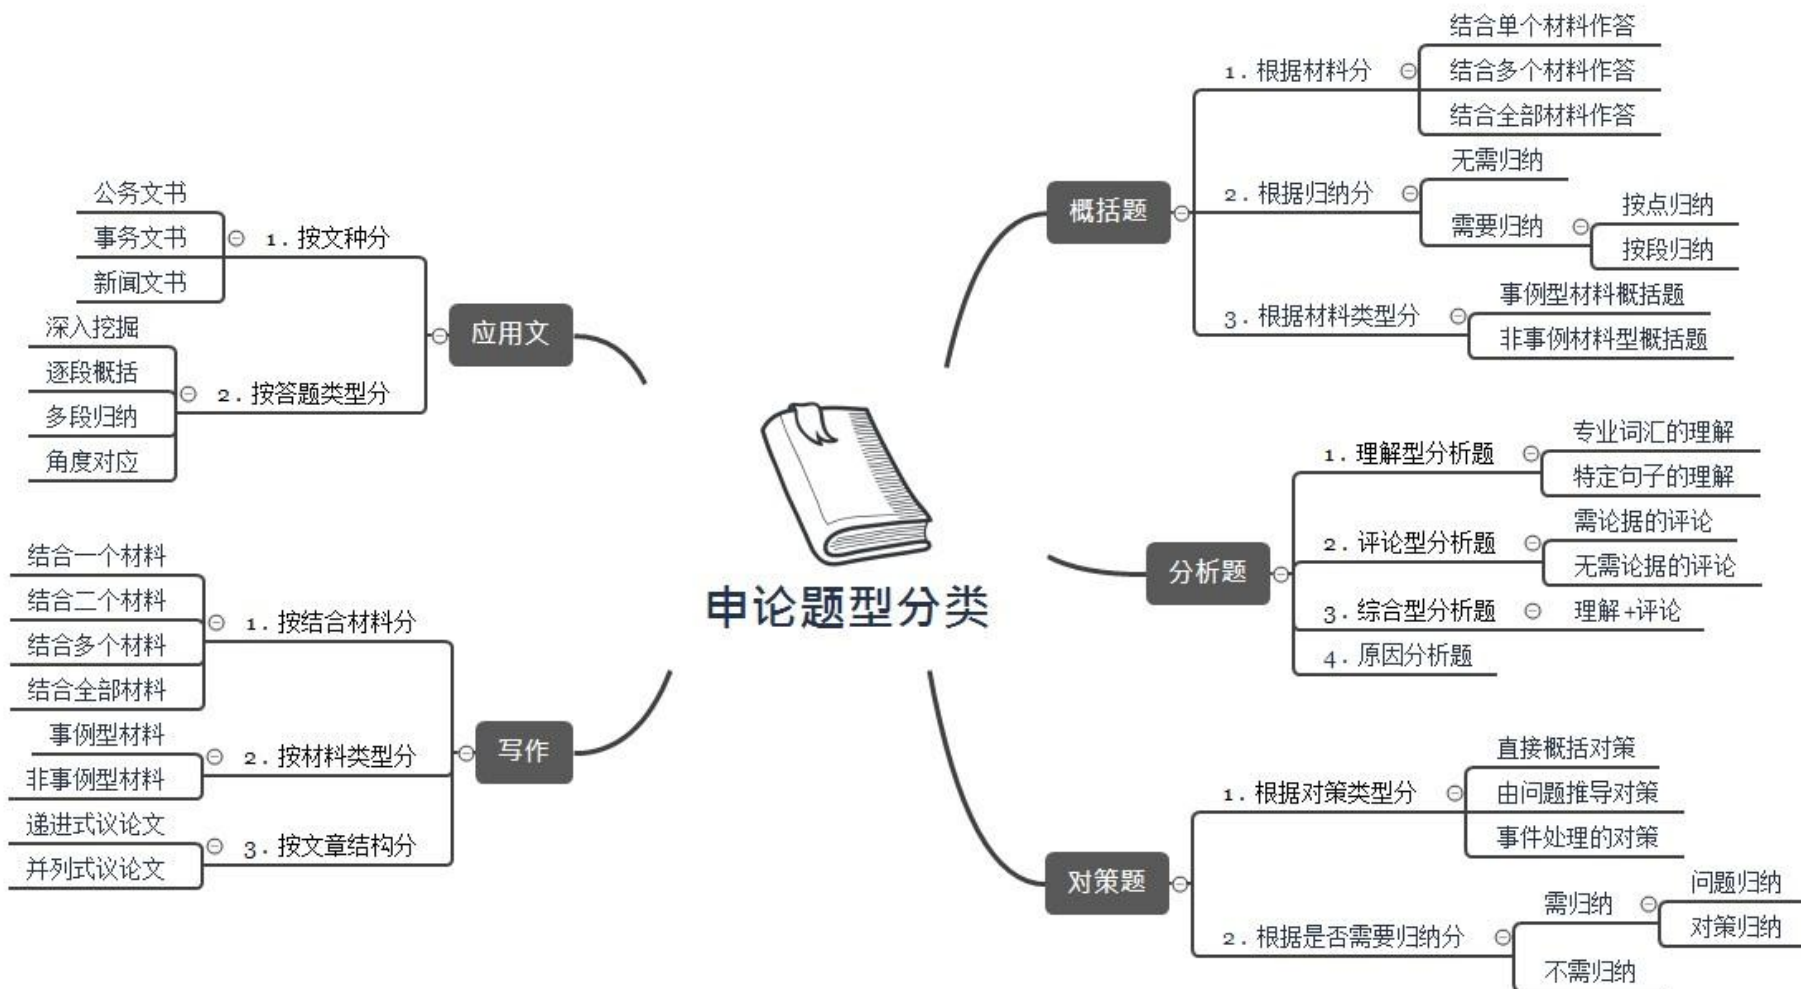 申论题型分类
概括题
1．根据材料分
结合单个材料作答
结合多个材料作答
结合全部材料作答
2．根据归纳分
无需归纳
需要归纳
按点归纳
按段归纳
3．根据材料类型分
事例型材料概括题
非事例材料型概括题
分析题
1．理解型分析题
专业词汇的理解
特定句子的理解
2．评论型分析题
需论据的评论
无需论据的评论
3．综合型分析题
理解+评论
4．原因分析题
对策题
1．根据对策类型分
直接概括对策
由问题推导对策
事件处理的对策
2．根据是否需要归纳分
需归纳
问题归纳
对策归纳
不需归纳
应用文
1．按文种分
公务文书
事务文书
新闻文书
2．按答题类型分
深入挖掘
逐段概括
多段归纳
角度对应
写作
1．按结合材料分
结合一个材料
结合二个材料
结合多个材料
结合全部材料
2．按材料类型分
事例型材料
非事例型材料
3．按文章结构分
递进式议论文
并列式议论文